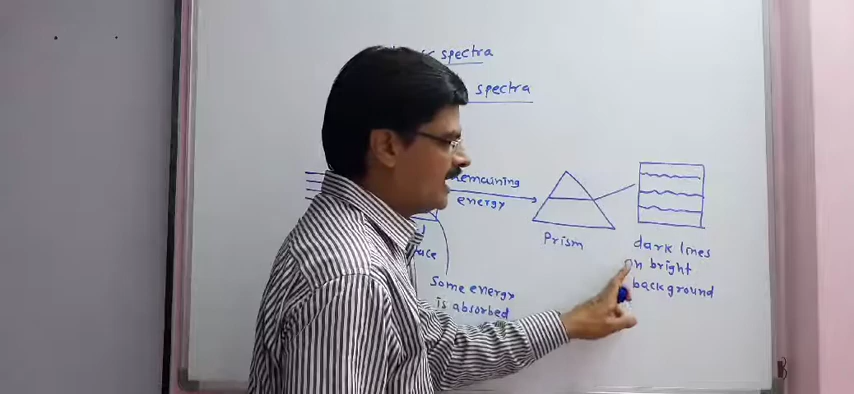 spectra
spectra
Remaining
energy
Prism
dark lines
on bright
background
Some energy
is absorbed